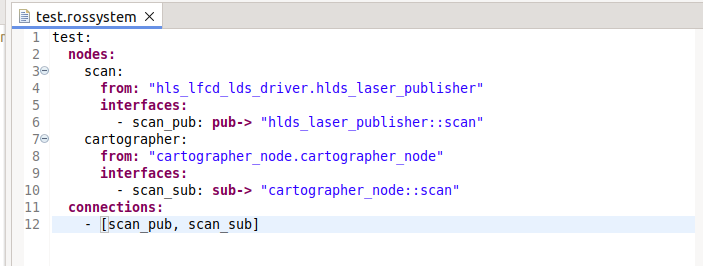 test.rossystem
1 test:
2   nodes:
3     scan:
4       from: "hls_lfcd_lds_driver.hlds_laser_publisher"
5       interfaces:
6         - scan_pub: pub-> "hlds_laser_publisher::scan"
7     cartographer:
8       from: "cartographer_node.cartographer_node"
9       interfaces:
10         - scan_sub: sub-> "cartographer_node::scan"
11   connections:
12     - [scan_pub, scan_sub]